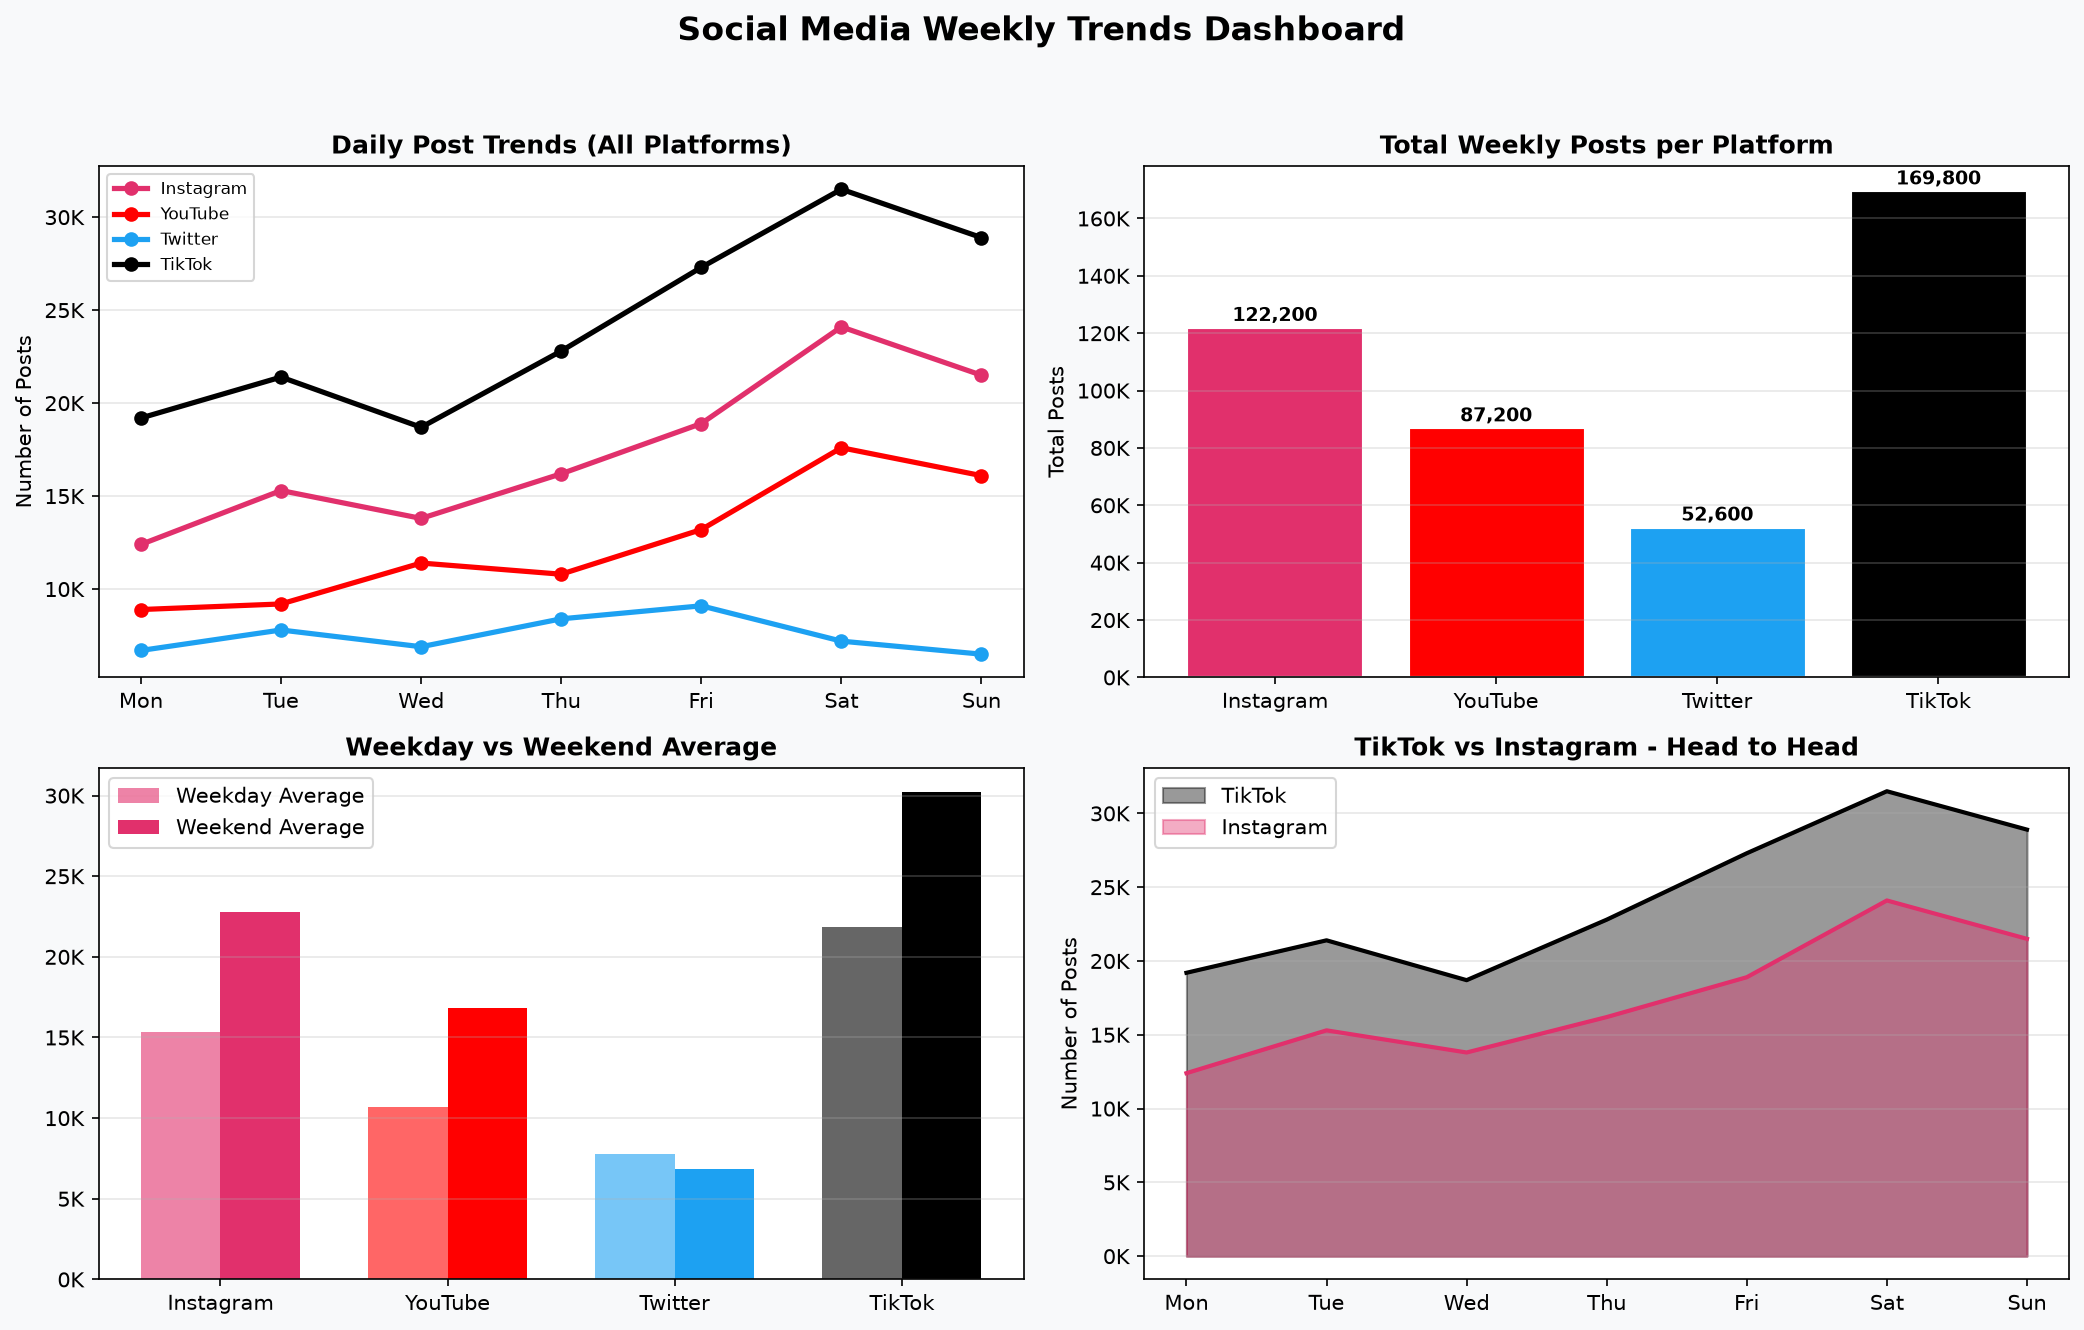 Social Media Weekly Trends Dashboard
Daily Post Trends (All Platforms)
Number of Posts
30K
25K
20K
15K
10K
Instagram
YouTube
Twitter
TikTok
Mon Tue Wed Thu Fri Sat Sun
Total Weekly Posts per Platform
Total Posts
160K
140K
120K
100K
80K
60K
40K
20K
0K
122,200
87,200
52,600
169,800
Instagram YouTube Twitter TikTok
Weekday vs Weekend Average
30K
25K
20K
15K
10K
5K
0K
Weekday Average
Weekend Average
Instagram YouTube Twitter TikTok
TikTok vs Instagram - Head to Head
Number of Posts
30K
25K
20K
15K
10K
5K
0K
TikTok
Instagram
Mon Tue Wed Thu Fri Sat Sun